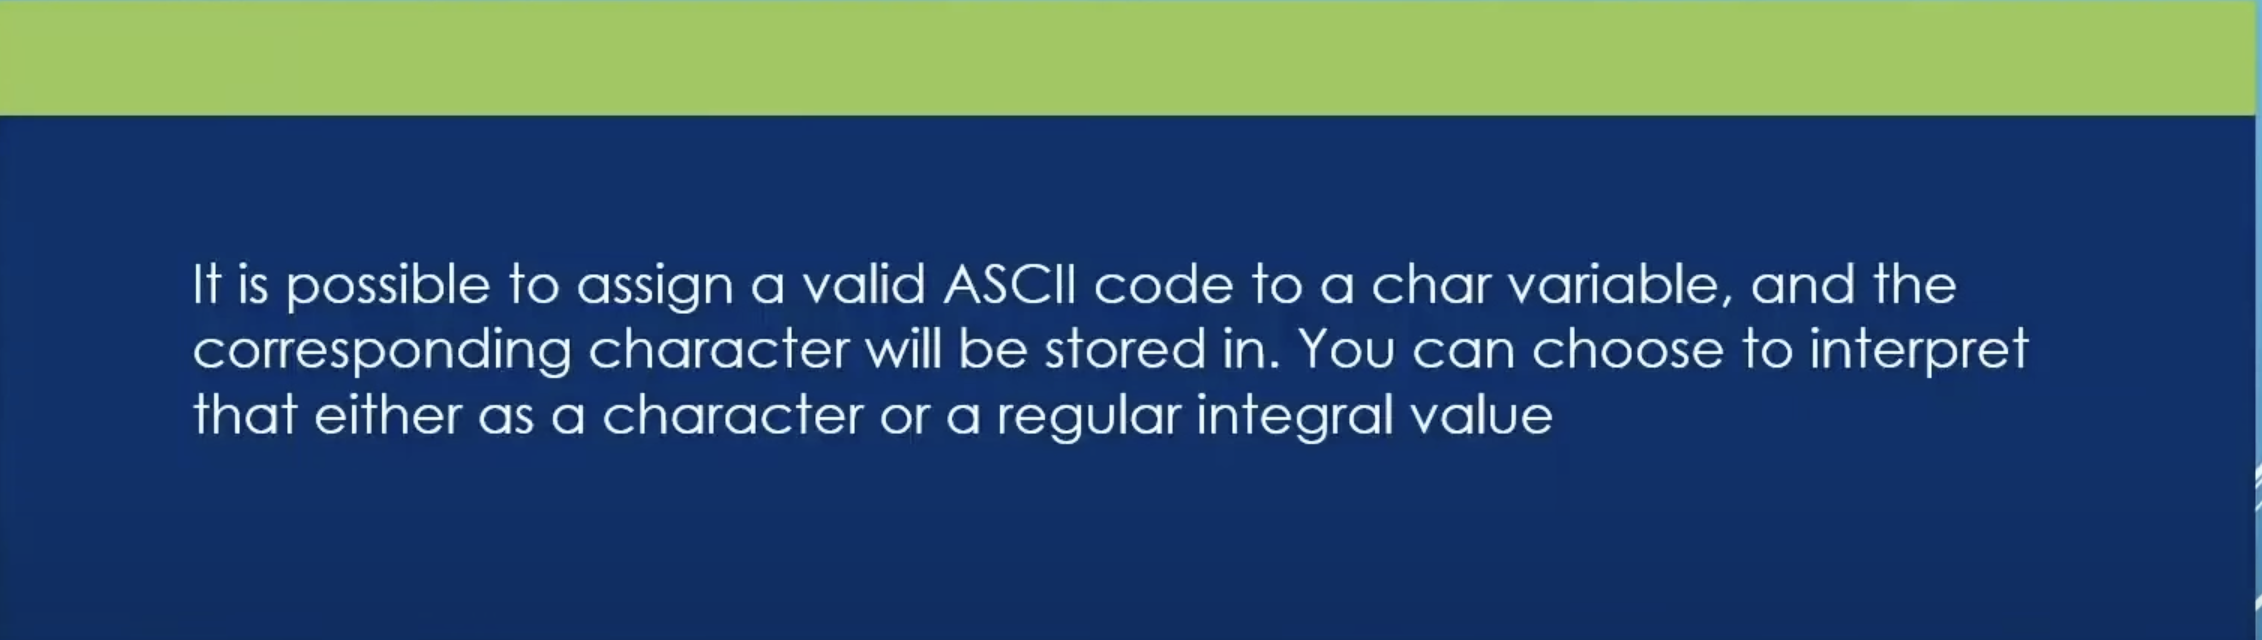 It is possible to assign a valid ASCII code to a char variable, and the
corresponding character will be stored in. You can choose to interpret
that either as a character or a regular integral value